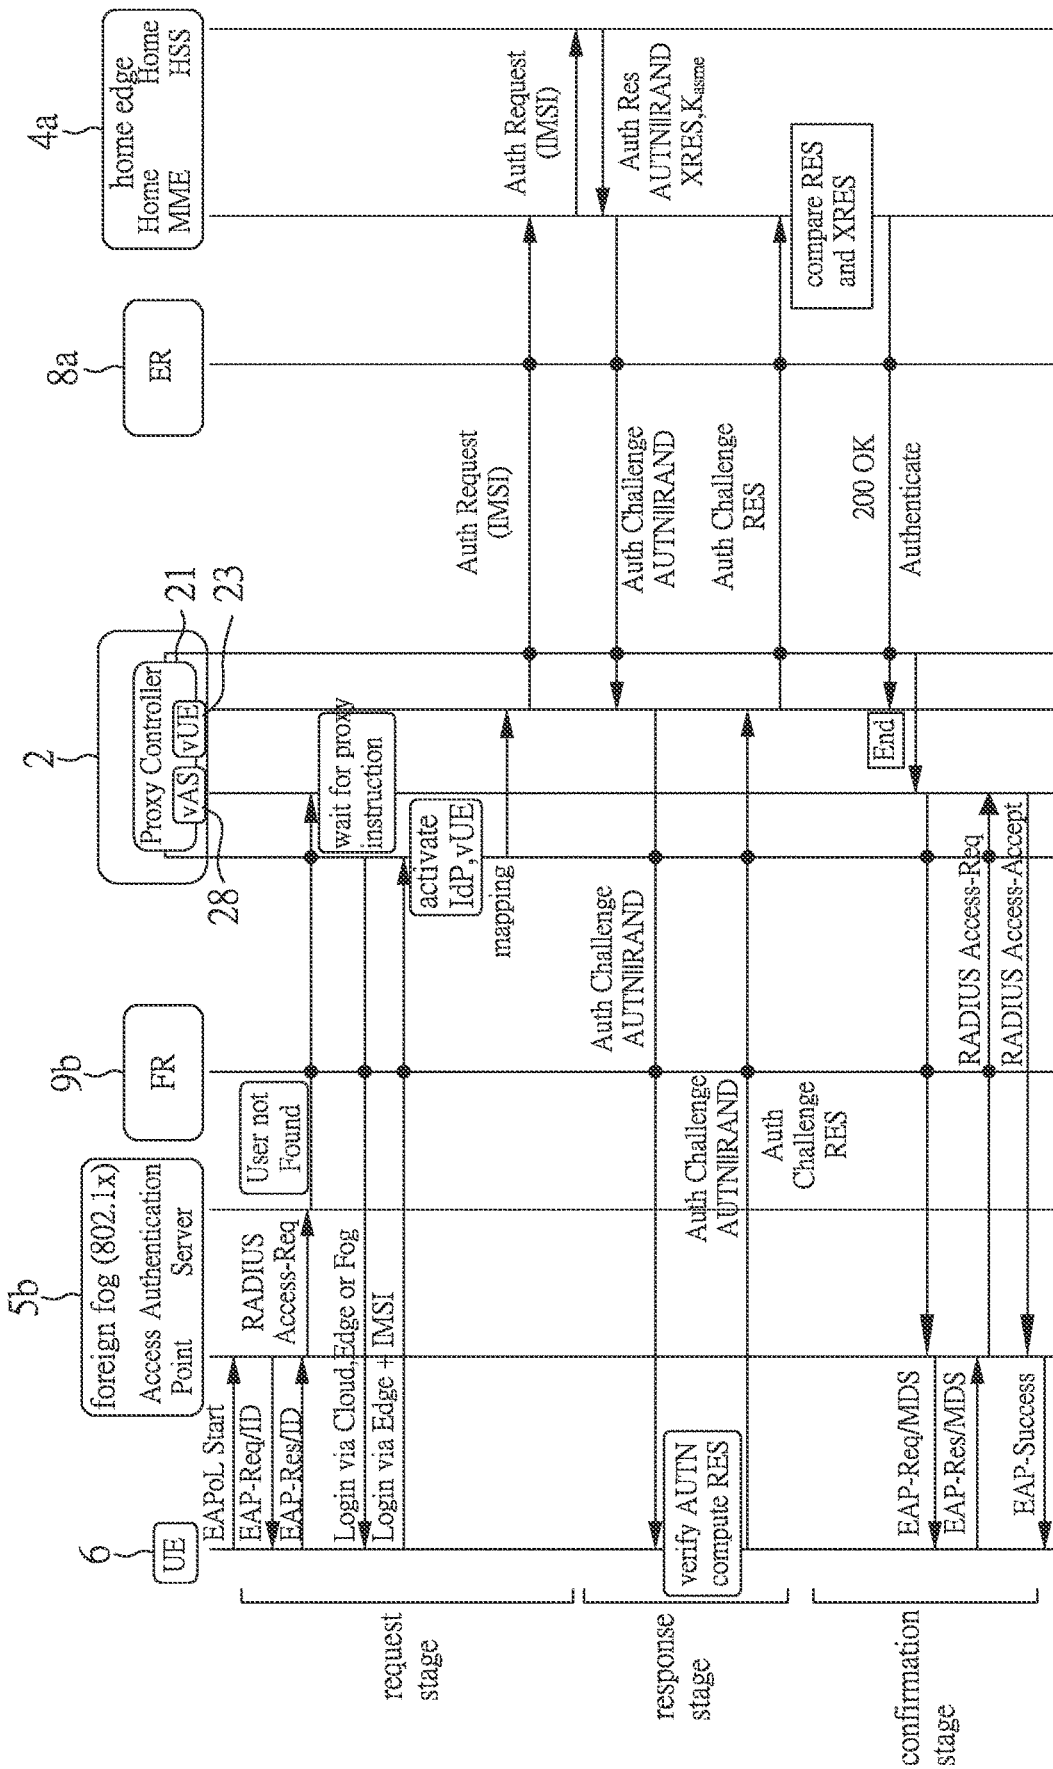 6
UE
5b
foreign fog (802.1x)
Access Authentication
Point Server
9b
FR
2
Proxy Controller
vAS
vUE
28
21
23
8a
ER
4a
home edge
Home Home
MME HSS
request
stage
EAPoL Start
EAP-Req/ID
EAP-Res/ID
RADIUS
Access-Req
User not
Found
wait for proxy
instruction
Login via Cloud,Edge or Fog
Login via Edge + IMSI
activate
IdP,vUE
mapping
Auth Request
(IMSI)
Auth Request
(IMSI)
response
stage
Auth Res
AUTN||RAND
XRES,Kasme
Auth Challenge
AUTN||RAND
Auth Challenge
AUTN||RAND
verify AUTN
compute RES
Auth Challenge
AUTN||RAND
Auth
Challenge
RES
Auth Challenge
RES
compare RES
and XRES
confirmation
stage
200 OK
Authenticate
End
EAP-Req/MDS
EAP-Res/MDS
RADIUS Access-Req
RADIUS Access-Accept
EAP-Success